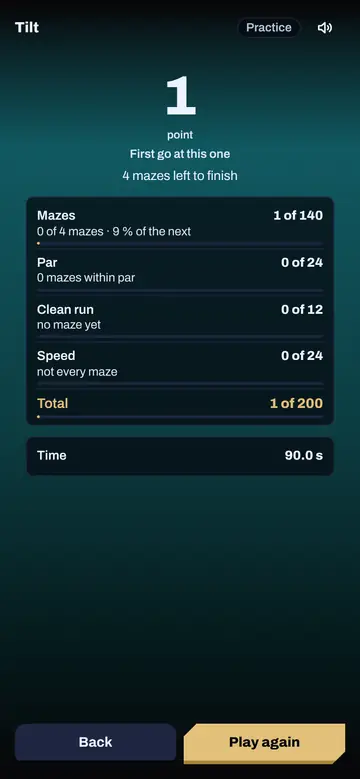 Tilt
Practice
1
point
First go at this one
4 mazes left to finish
Mazes 1 of 140
0 of 4 mazes · 9 % of the next
Par 0 of 24
0 mazes within par
Clean run 0 of 12
no maze yet
Speed 0 of 24
not every maze
Total 1 of 200
Time 90.0 s
Back
Play again